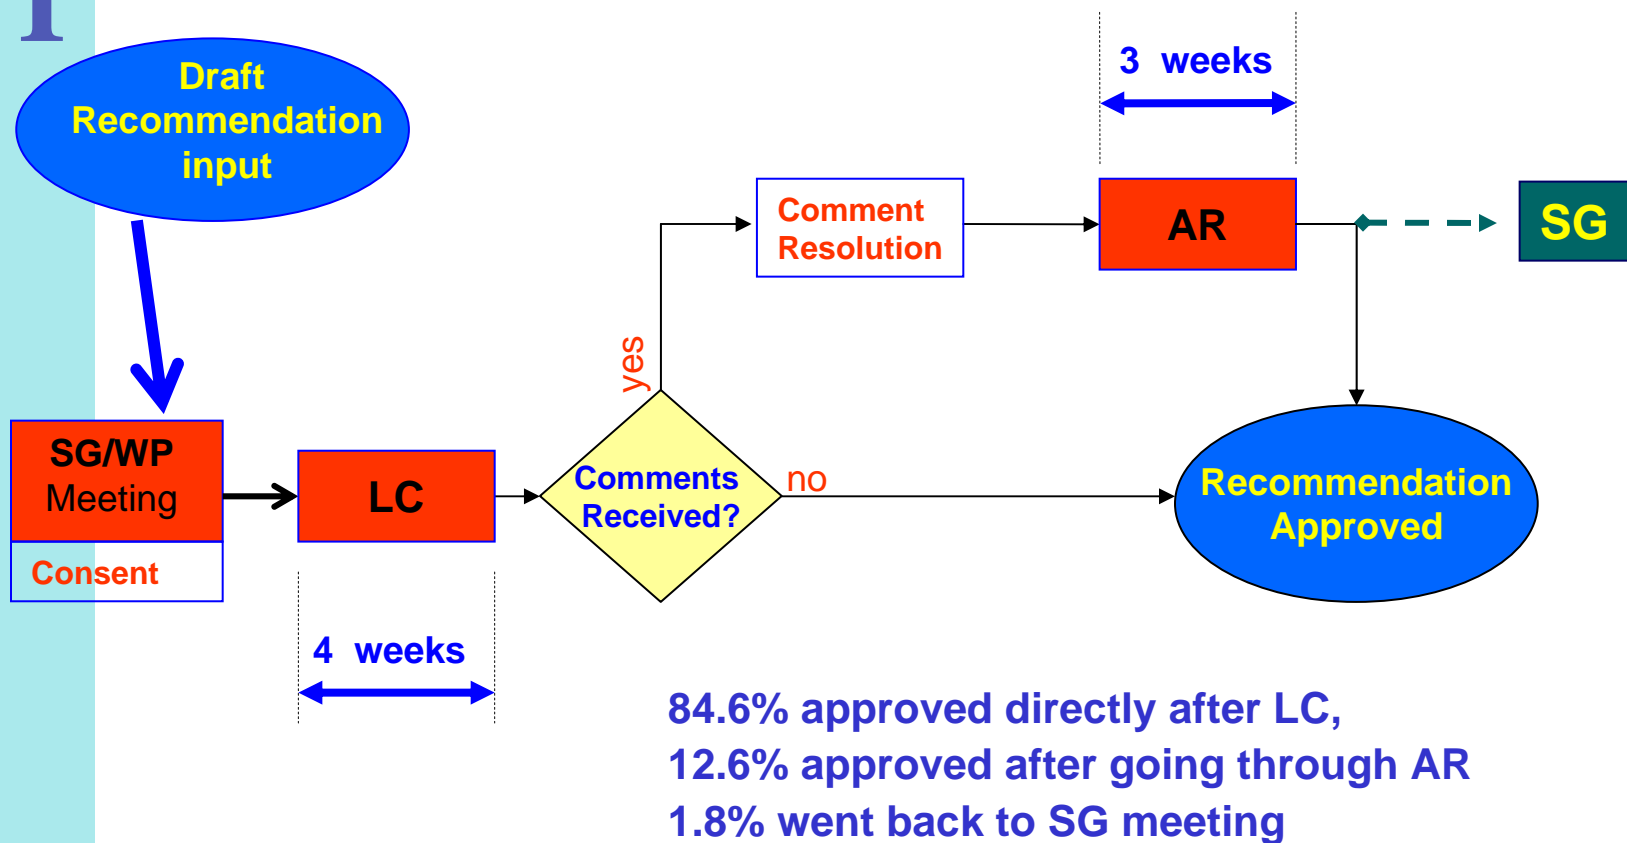 Draft
Recommendation
input
3 weeks
Comment
Resolution
AR
SG
yes
SG/WP
Meeting
Consent
LC
Comments
Received?
no
Recommendation
Approved
4 weeks
84.6% approved directly after LC,
12.6% approved after going through AR
1.8% went back to SG meeting